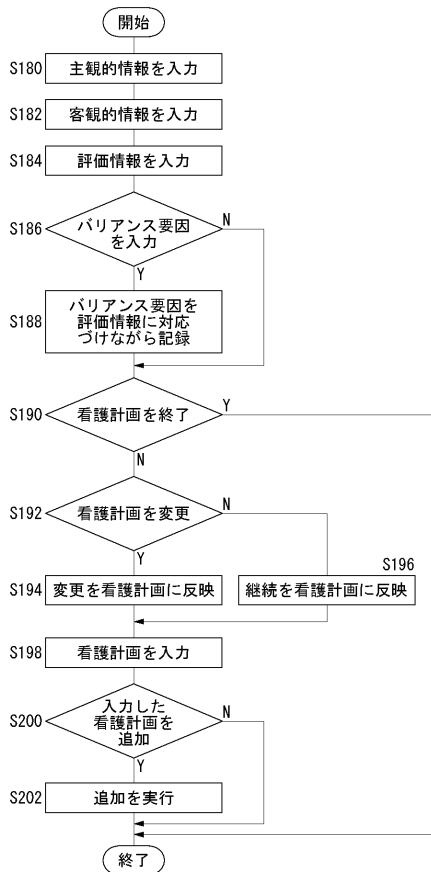 開始
S180
主観的情報を入力
S182
客観的情報を入力
S184
評価情報を入力
S186
バリアンス要因
を入力
N
Y
S188
バリアンス要因を
評価情報に対応
づけながら記録
S190
看護計画を終了
Y
N
S192
看護計画を変更
N
Y
S194
変更を看護計画に反映
S196
継続を看護計画に反映
S198
看護計画を入力
S200
入力した
看護計画を
追加
N
Y
S202
追加を実行
終了